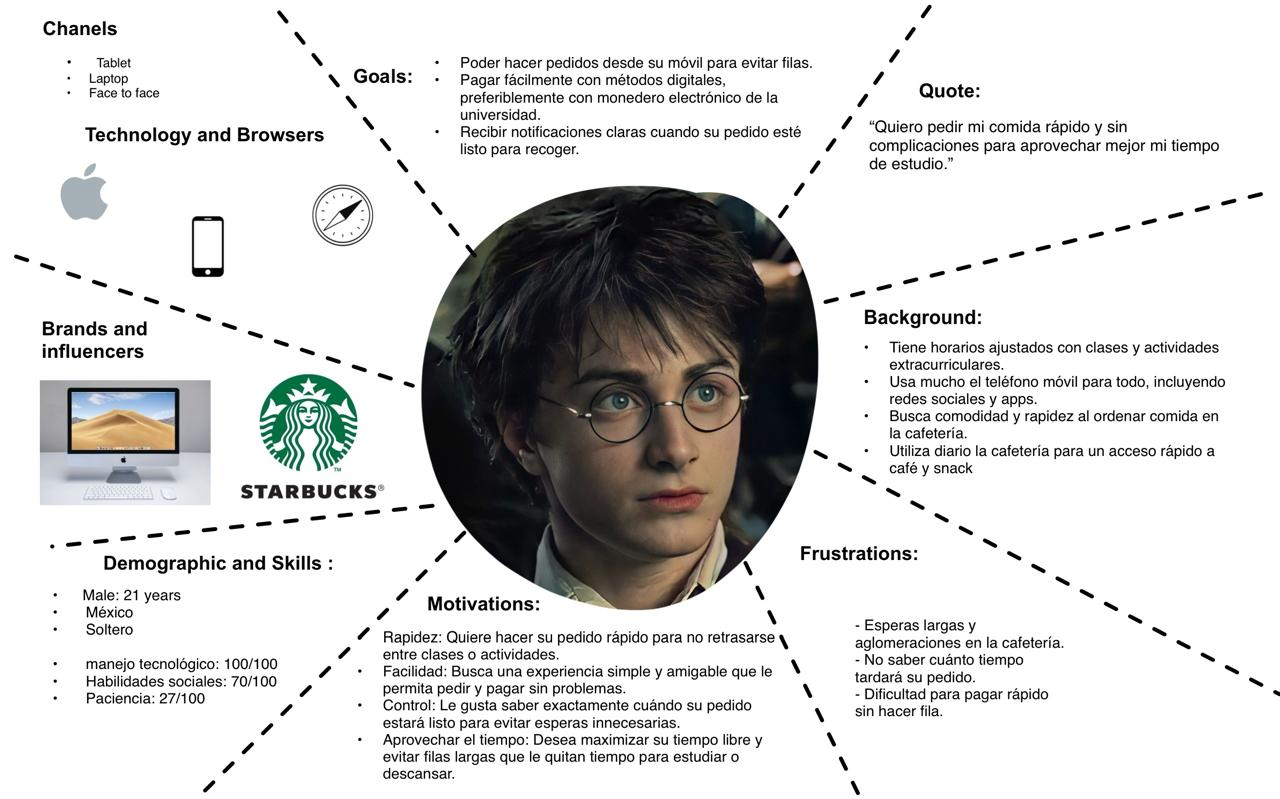 Chanels
• Tablet
• Laptop
• Face to face
Technology and Browsers
Goals:
• Poder hacer pedidos desde su móvil para evitar filas.
• Pagar fácilmente con métodos digitales,
preferiblemente con monedero electrónico de la
universidad.
• Recibir notificaciones claras cuando su pedido esté
listo para recoger.
Quote:
“Quiero pedir mi comida rápido y sin
complicaciones para aprovechar mejor mi tiempo
de estudio.”
Brands and
influencers
STARBUCKS®
TM
Background:
• Tiene horarios ajustados con clases y actividades
extracurriculares.
• Usa mucho el teléfono móvil para todo, incluyendo
redes sociales y apps.
• Busca comodidad y rapidez al ordenar comida en
la cafetería.
• Utiliza diario la cafetería para un acceso rápido a
café y snack
Demographic and Skills :
• Male: 21 years
• México
• Soltero
• manejo tecnológico: 100/100
• Habilidades sociales: 70/100
• Paciencia: 27/100
Motivations:
Rapidez: Quiere hacer su pedido rápido para no retrasarse
entre clases o actividades.
• Facilidad: Busca una experiencia simple y amigable que le
permita pedir y pagar sin problemas.
• Control: Le gusta saber exactamente cuándo su pedido
estará listo para evitar esperas innecesarias.
• Aprovechar el tiempo: Desea maximizar su tiempo libre y
evitar filas largas que le quitan tiempo para estudiar o
descansar.
Frustrations:
- Esperas largas y
aglomeraciones en la cafetería.
- No saber cuánto tiempo
tardará su pedido.
- Dificultad para pagar rápido
sin hacer fila.